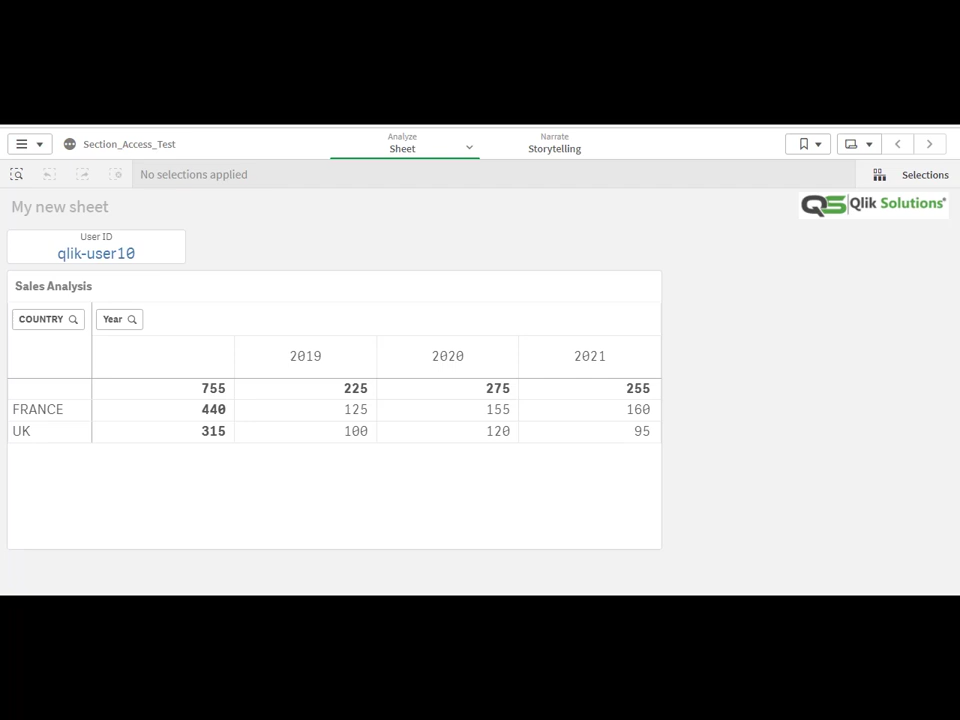 Section_Access_Test
Analyze
Sheet
Narrate
Storytelling
No selections applied
Selections
My new sheet
QS Qlik Solutions
User ID
qlik-user10
Sales Analysis
COUNTRY Year
2019 2020 2021
755 225 275 255
FRANCE 440 125 155 160
UK 315 100 120 95